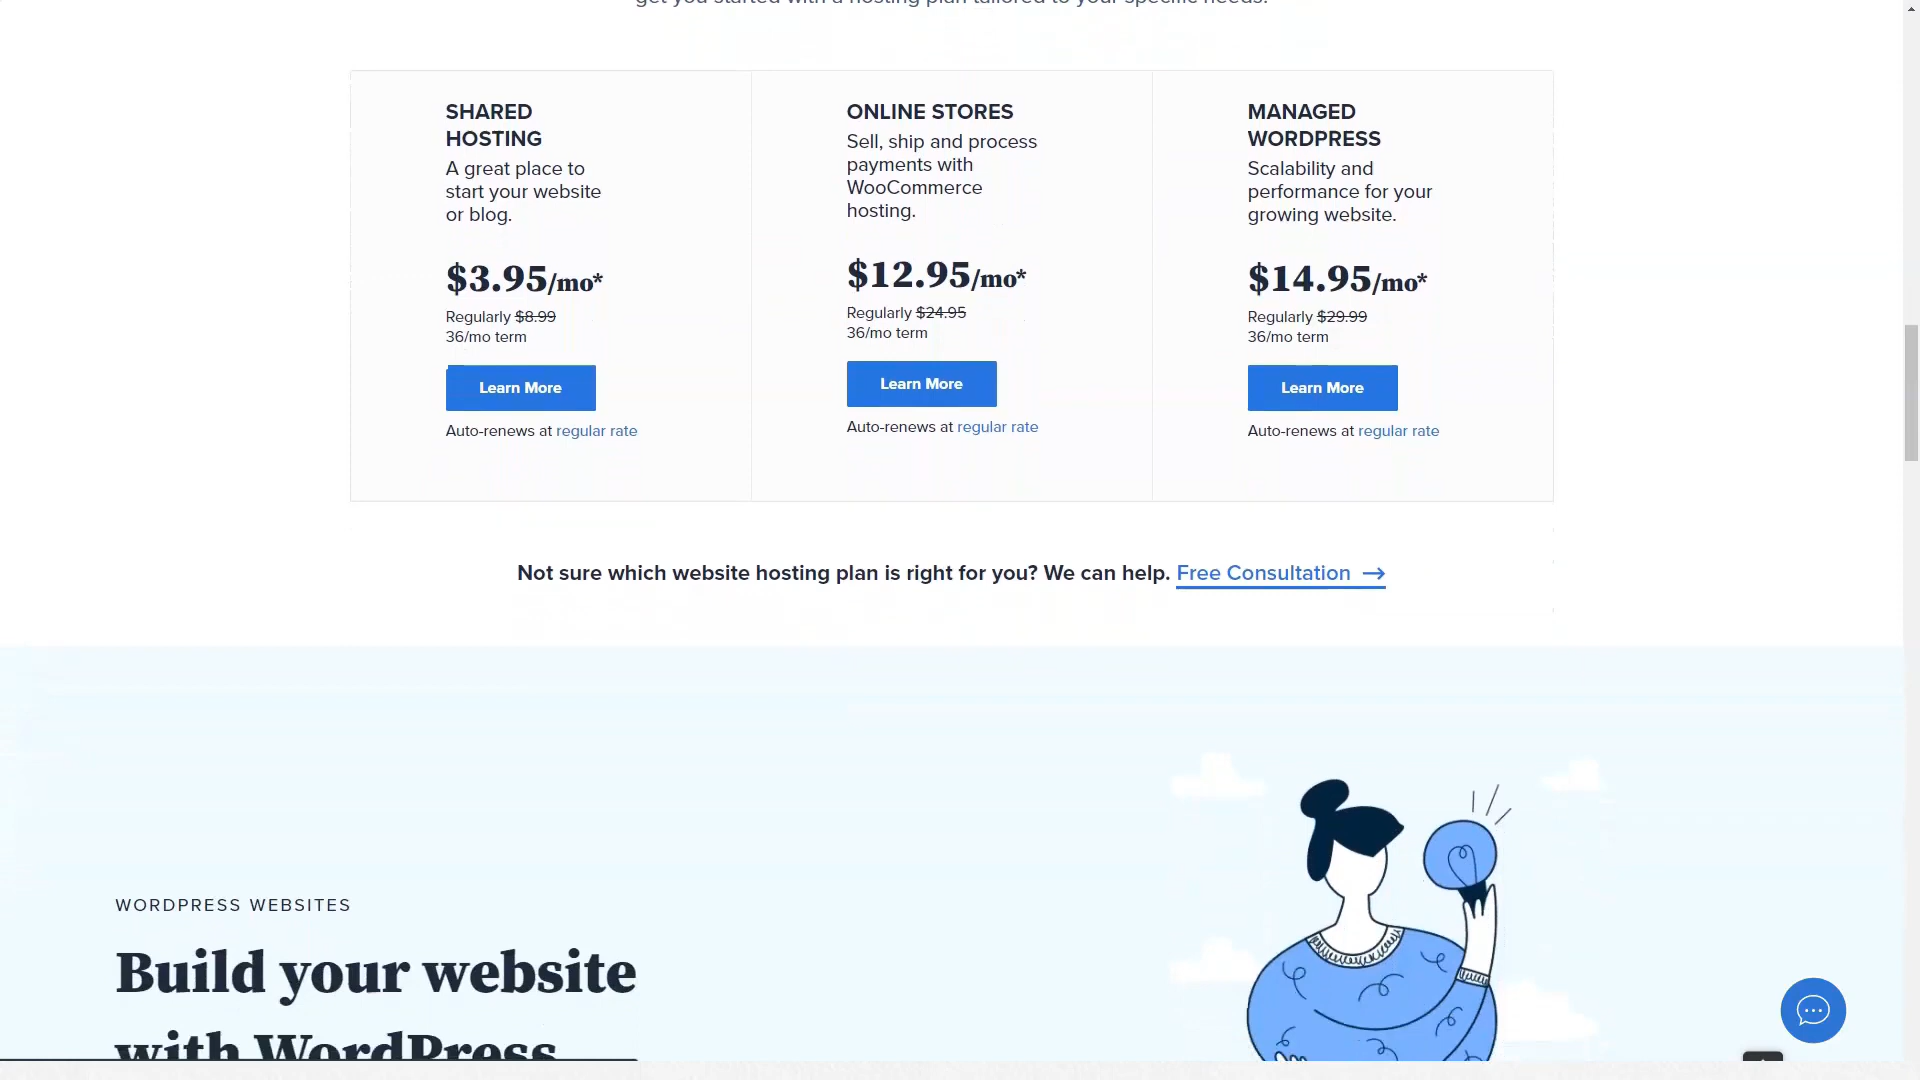 get you started with a hosting plan tailored to your specific needs.
SHARED
HOSTING
A great place to
start your website
or blog.
$3.95/mo*
Regularly $8.99
36/mo term
Learn More
Auto-renews at regular rate
ONLINE STORES
Sell, ship and process
payments with
WooCommerce
hosting.
$12.95/mo*
Regularly $24.95
36/mo term
Learn More
Auto-renews at regular rate
MANAGED
WORDPRESS
Scalability and
performance for your
growing website.
$14.95/mo*
Regularly $29.99
36/mo term
Learn More
Auto-renews at regular rate
Not sure which website hosting plan is right for you? We can help. Free Consultation →
WORDPRESS WEBSITES
Build your website
with WordPress